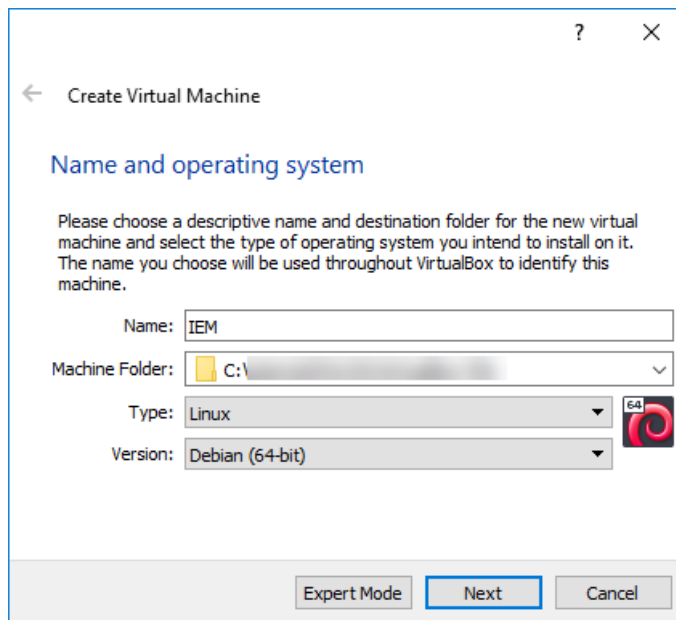 ?
Create Virtual Machine
Name and operating system
Please choose a descriptive name and destination folder for the new virtual
machine and select the type of operating system you intend to install on it.
The name you choose will be used throughout VirtualBox to identify this
machine.
Name: IEM
Machine Folder: C:\
Type: Linux
64
Version: Debian (64-bit)
Expert Mode Next Cancel